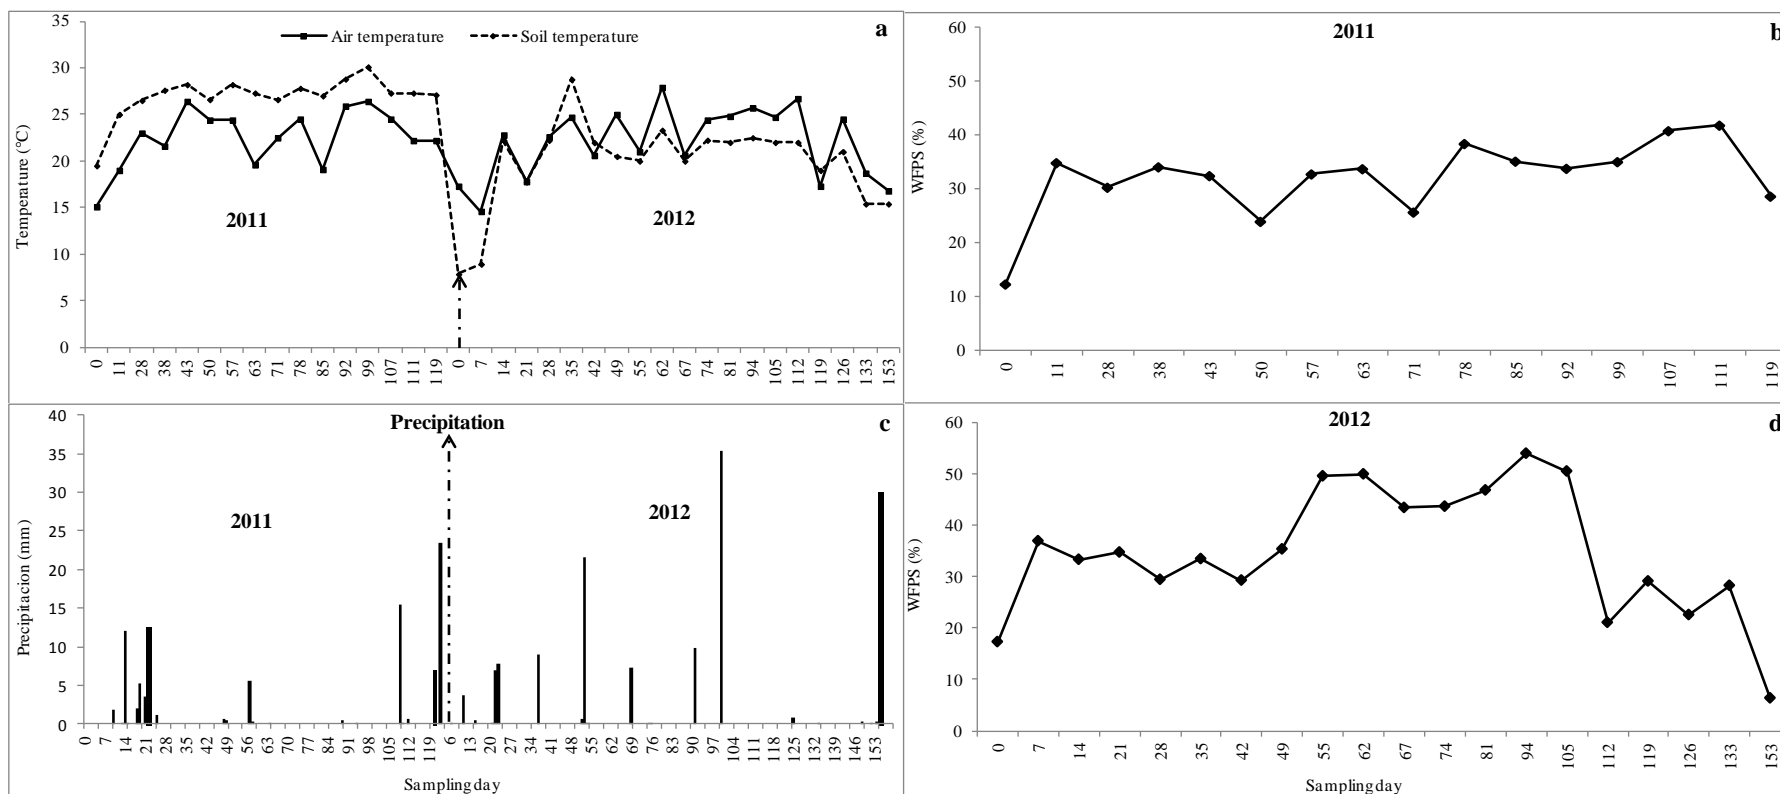 a
Air temperature Soil temperature
Temperature (°C)
35
30
25
20
15
10
5
0
2011 2012
0 11 28 38 43 50 57 63 71 78 85 92 99 107 111 119 0 7 14 21 28 35 42 49 55 62 67 74 81 94 105 112 119 126 133 153
b
2011
WFPS (%)
60
50
40
30
20
10
0
0 11 28 38 43 50 57 63 71 78 85 92 99 107 111 119
c
Precipitation
Precipitacion (mm)
40
35
30
25
20
15
10
5
0
2011 2012
0 7 14 21 28 35 42 49 56 63 70 77 84 91 98 105 112 119 6 13 20 27 34 41 48 55 62 69 76 83 90 97 104 111 118 125 132 139 146 153
Sampling day
d
2012
WFPS (%)
60
50
40
30
20
10
0
0 7 14 21 28 35 42 49 55 62 67 74 81 94 105 112 119 126 133 153
Sampling day